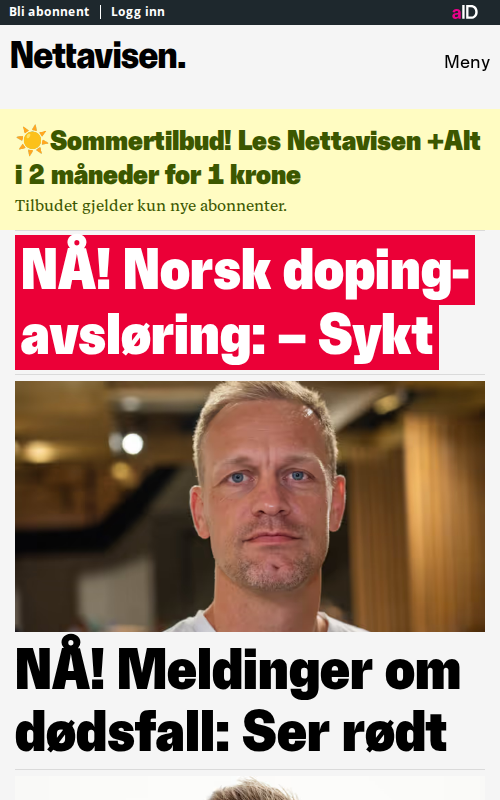 Bli abonnent | Logg inn
aID
Nettavisen.
Meny
☀️Sommertilbud! Les Nettavisen +Alt
i 2 måneder for 1 krone
Tilbudet gjelder kun nye abonnenter.
NÅ! Norsk doping-
avsløring: – Sykt
NÅ! Meldinger om
dødsfall: Ser rødt